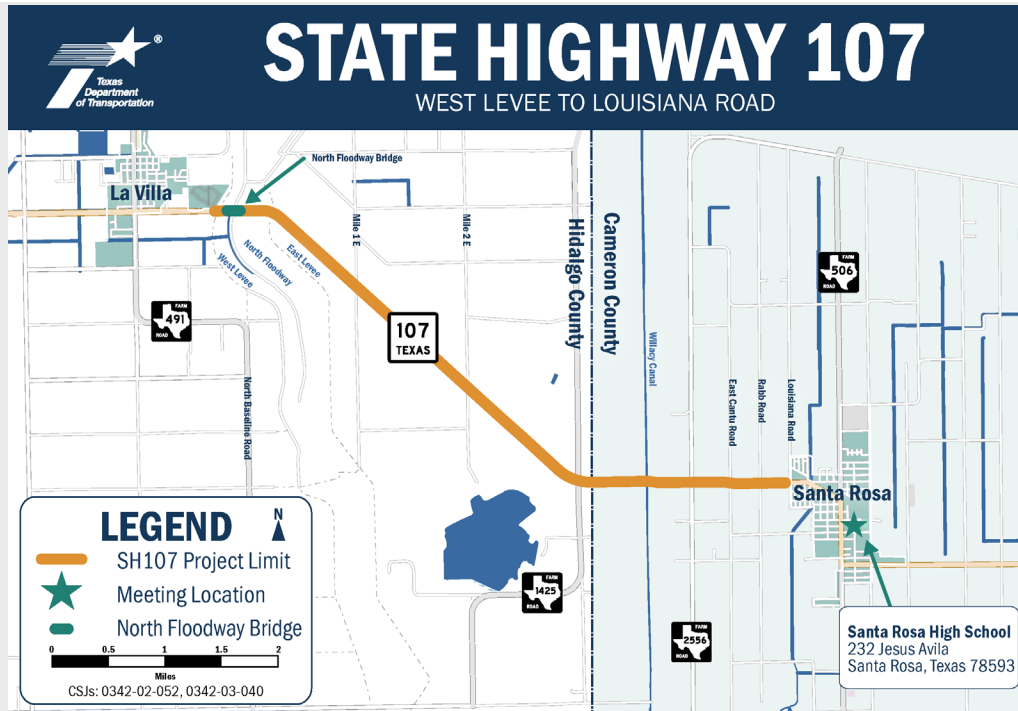 Texas
Department
of Transportation
®
STATE HIGHWAY 107
WEST LEVEE TO LOUISIANA ROAD
North Floodway Bridge
La Villa
Mile 1 E
Mile 2 E
Hidalgo County
Cameron County
West Levee
North Floodway
East Levee
FARM
506
ROAD
FARM
491
ROAD
107
TEXAS
North Baseline Road
Willacy Canal
East Cantu Road
Rabb Road
Louisiana Road
Santa Rosa
FARM
1425
ROAD
FARM
2556
ROAD
LEGEND
N
SH107 Project Limit
Meeting Location
North Floodway Bridge
0 0.5 1 1.5 2
Miles
CSJs: 0342-02-052, 0342-03-040
Santa Rosa High School
232 Jesus Avila
Santa Rosa, Texas 78593